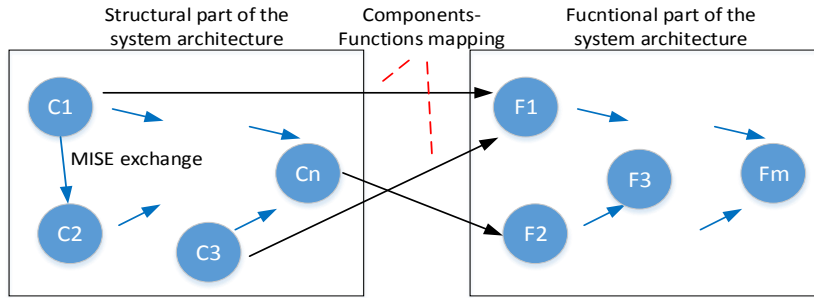 Structural part of the
system architecture
Components-
Functions mapping
Fucntional part of the
system architecture
C1
F1
MISE exchange
Cn
F3
Fm
C2
C3
F2